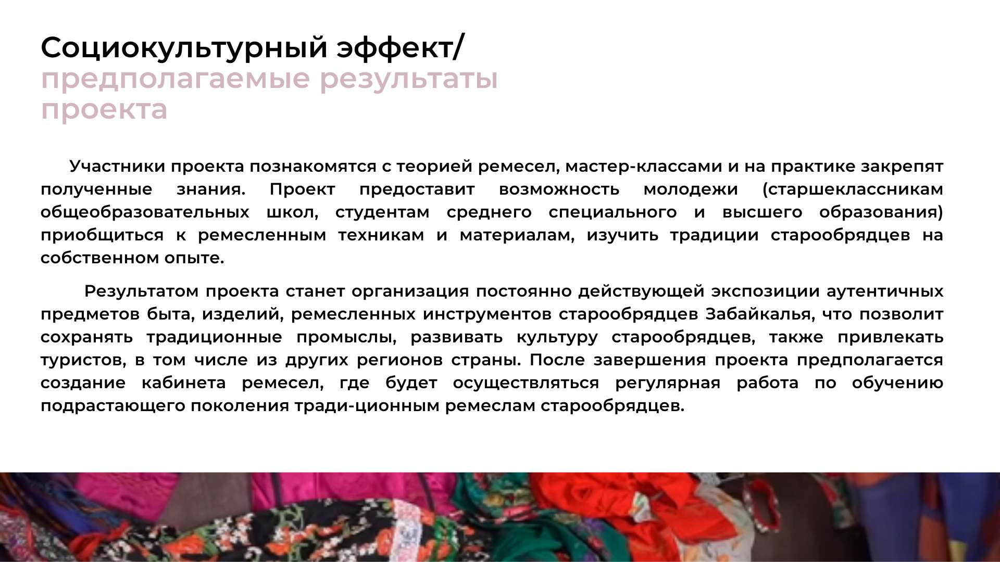 Социокультурный эффект/
предполагаемые результаты
проекта
Участники проекта познакомятся с теорией ремесел, мастер-классами и на практике закрепят
полученные знания. Проект предоставит возможность молодежи (старшеклассникам
общеобразовательных школ, студентам среднего специального и высшего образования)
приобщиться к ремесленным техникам и материалам, изучить традиции старообрядцев на
собственном опыте.
Результатом проекта станет организация постоянно действующей экспозиции аутентичных
предметов быта, изделий, ремесленных инструментов старообрядцев Забайкалья, что позволит
сохранять традиционные промыслы, развивать культуру старообрядцев, также привлекать
туристов, в том числе из других регионов страны. После завершения проекта предполагается
создание кабинета ремесел, где будет осуществляться регулярная работа по обучению
подрастающего поколения тради-ционным ремеслам старообрядцев.